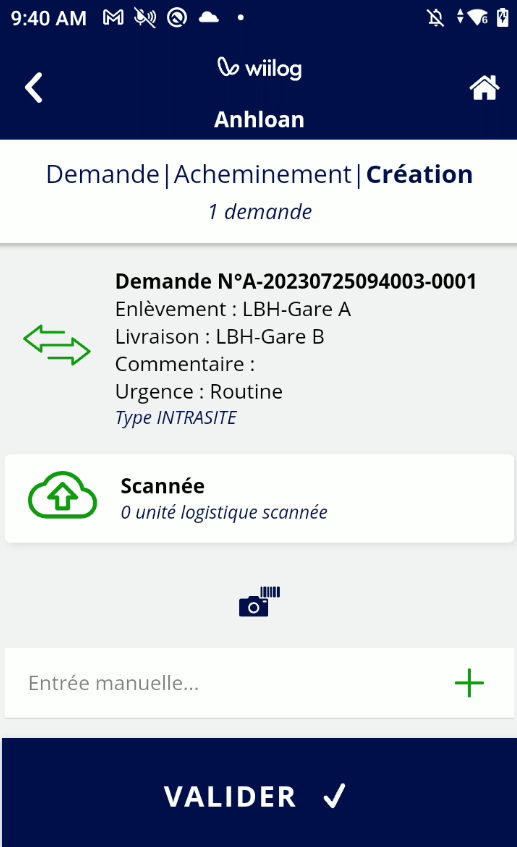 9:40 AM
wiilog
Anhloan
Demande|Acheminement|Création
1 demande
Demande N°A-20230725094003-0001
Enlèvement : LBH-Gare A
Livraison : LBH-Gare B
Commentaire :
Urgence : Routine
Type INTRASITE
Scannée
0 unité logistique scannée
Entrée manuelle...
VALIDER